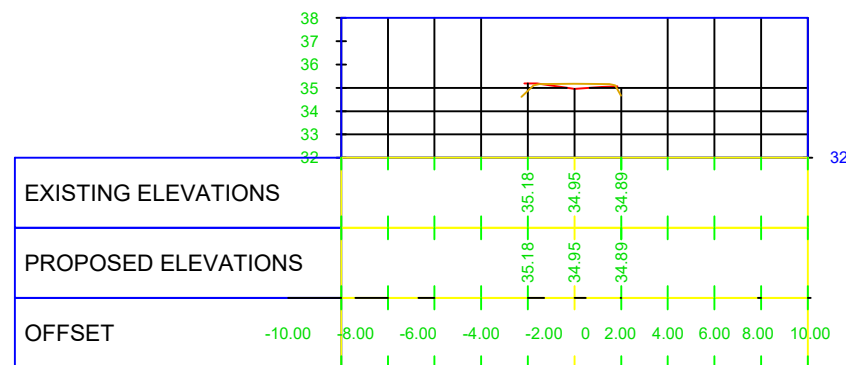 38
37
36
35
34
33
32
32
EXISTING ELEVATIONS 35.18 34.95 34.89
PROPOSED ELEVATIONS 35.18 34.95 34.89
OFFSET -10.00 -8.00 -6.00 -4.00 -2.00 0 2.00 4.00 6.00 8.00 10.00